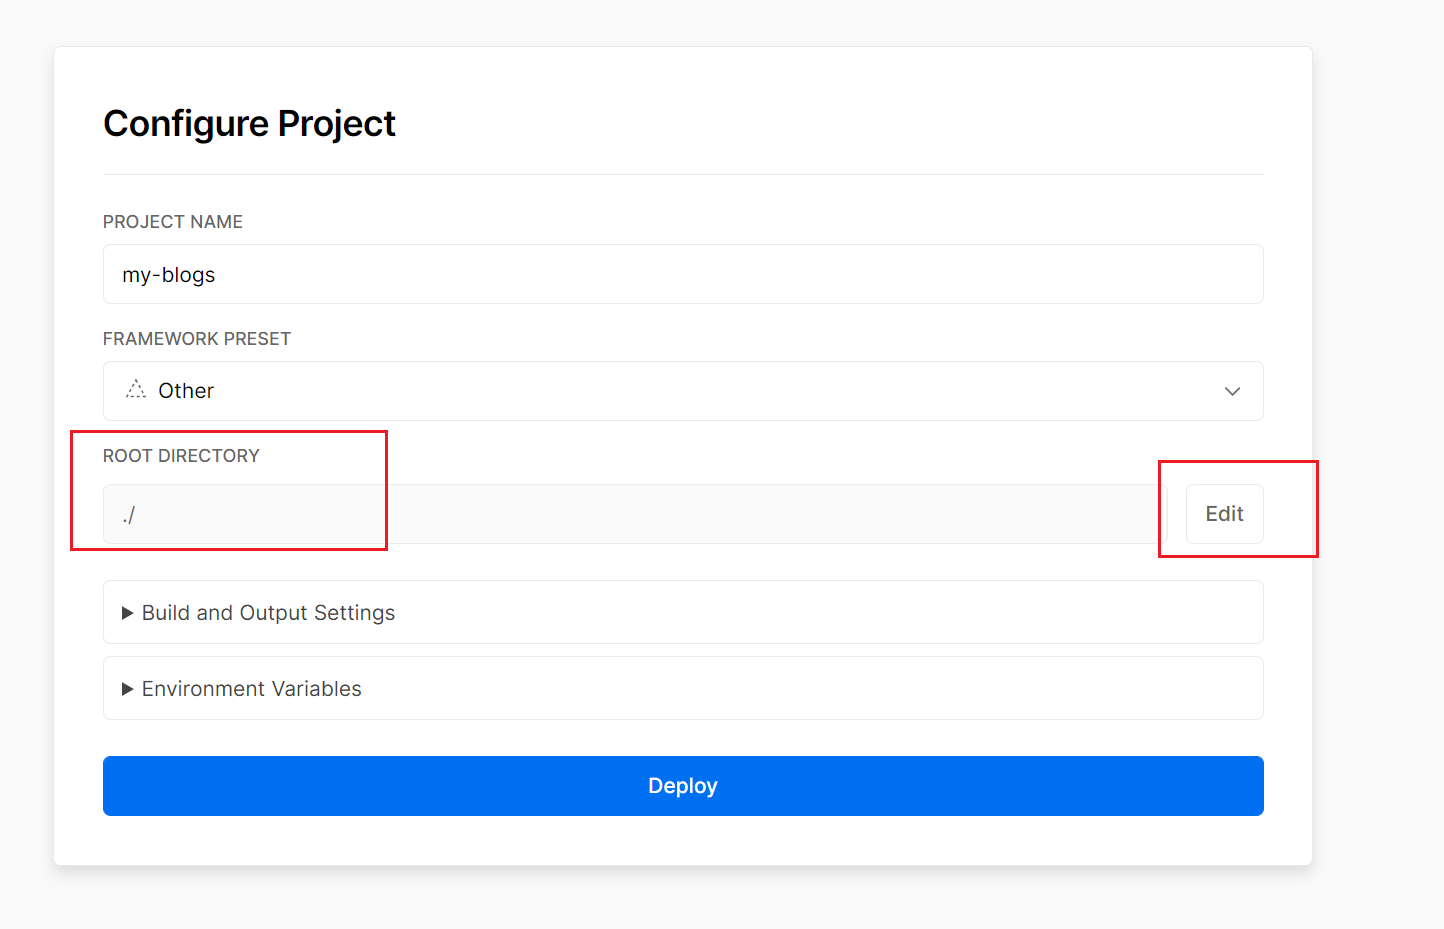 Configure Project
PROJECT NAME
my-blogs
FRAMEWORK PRESET
Other
ROOT DIRECTORY
./
Edit
Build and Output Settings
Environment Variables
Deploy